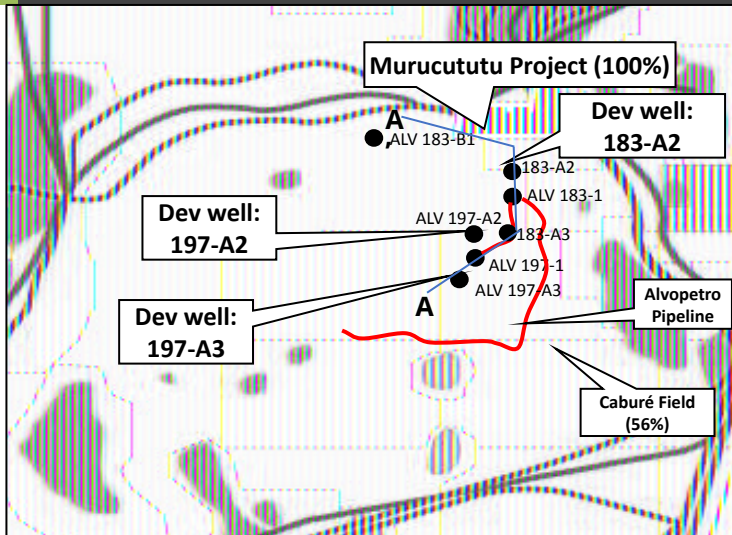 Murucututu Project (100%)
Dev well:
183-A2
A
ALV 183-B1
183-A2
ALV 183-1
Dev well:
197-A2
ALV 197-A2
183-A3
ALV 197-1
ALV 197-A3
A
Dev well:
197-A3
Alvopetro
Pipeline
Caburé Field
(56%)